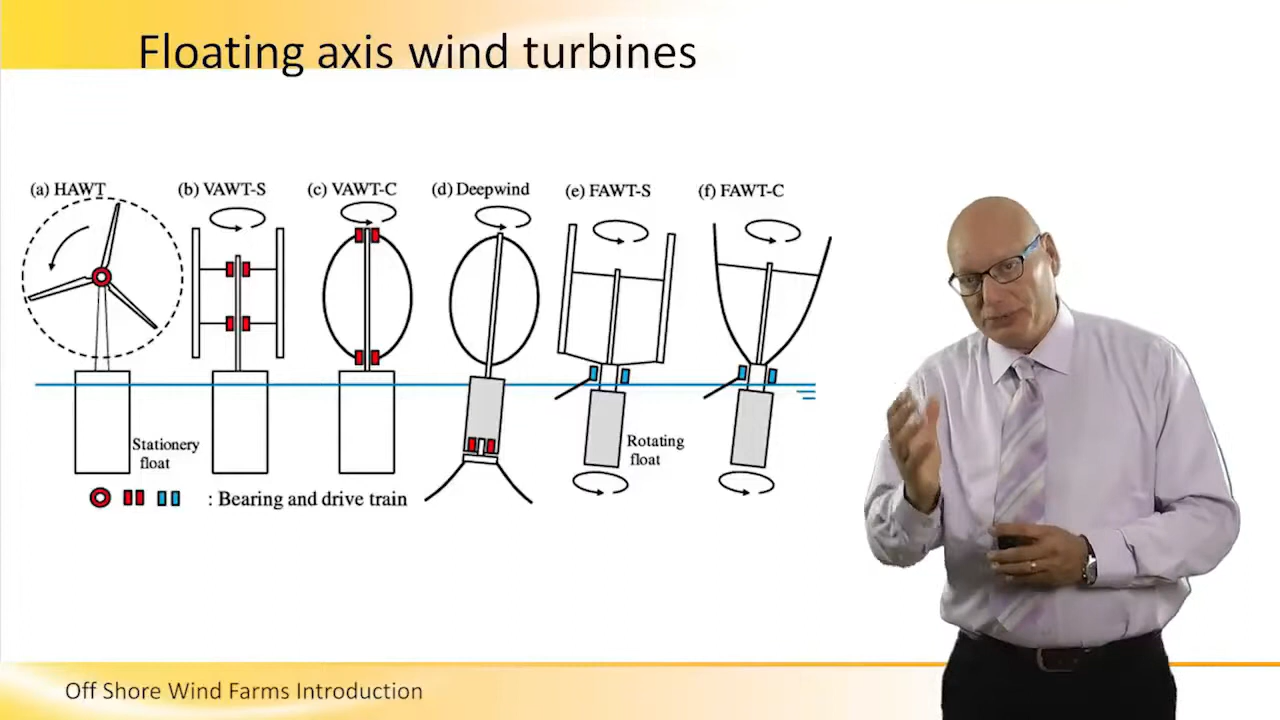 Floating axis wind turbines
(a) HAWT
(b) VAWT-S
(c) VAWT-C
(d) Deepwind
(e) FAWT-S
(f) FAWT-C
Stationery
float
Rotating
float
: Bearing and drive train
Off Shore Wind Farms Introduction